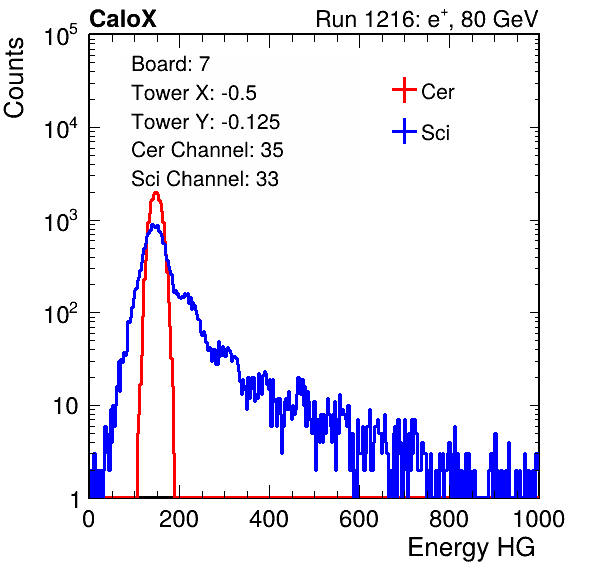 CaloX Run 1216: e⁺, 80 GeV
Counts
Board: 7
Tower X: -0.5
Tower Y: -0.125
Cer Channel: 35
Sci Channel: 33
Cer
Sci
10⁵
10⁴
10³
10²
10
1
0 200 400 600 800 1000
Energy HG